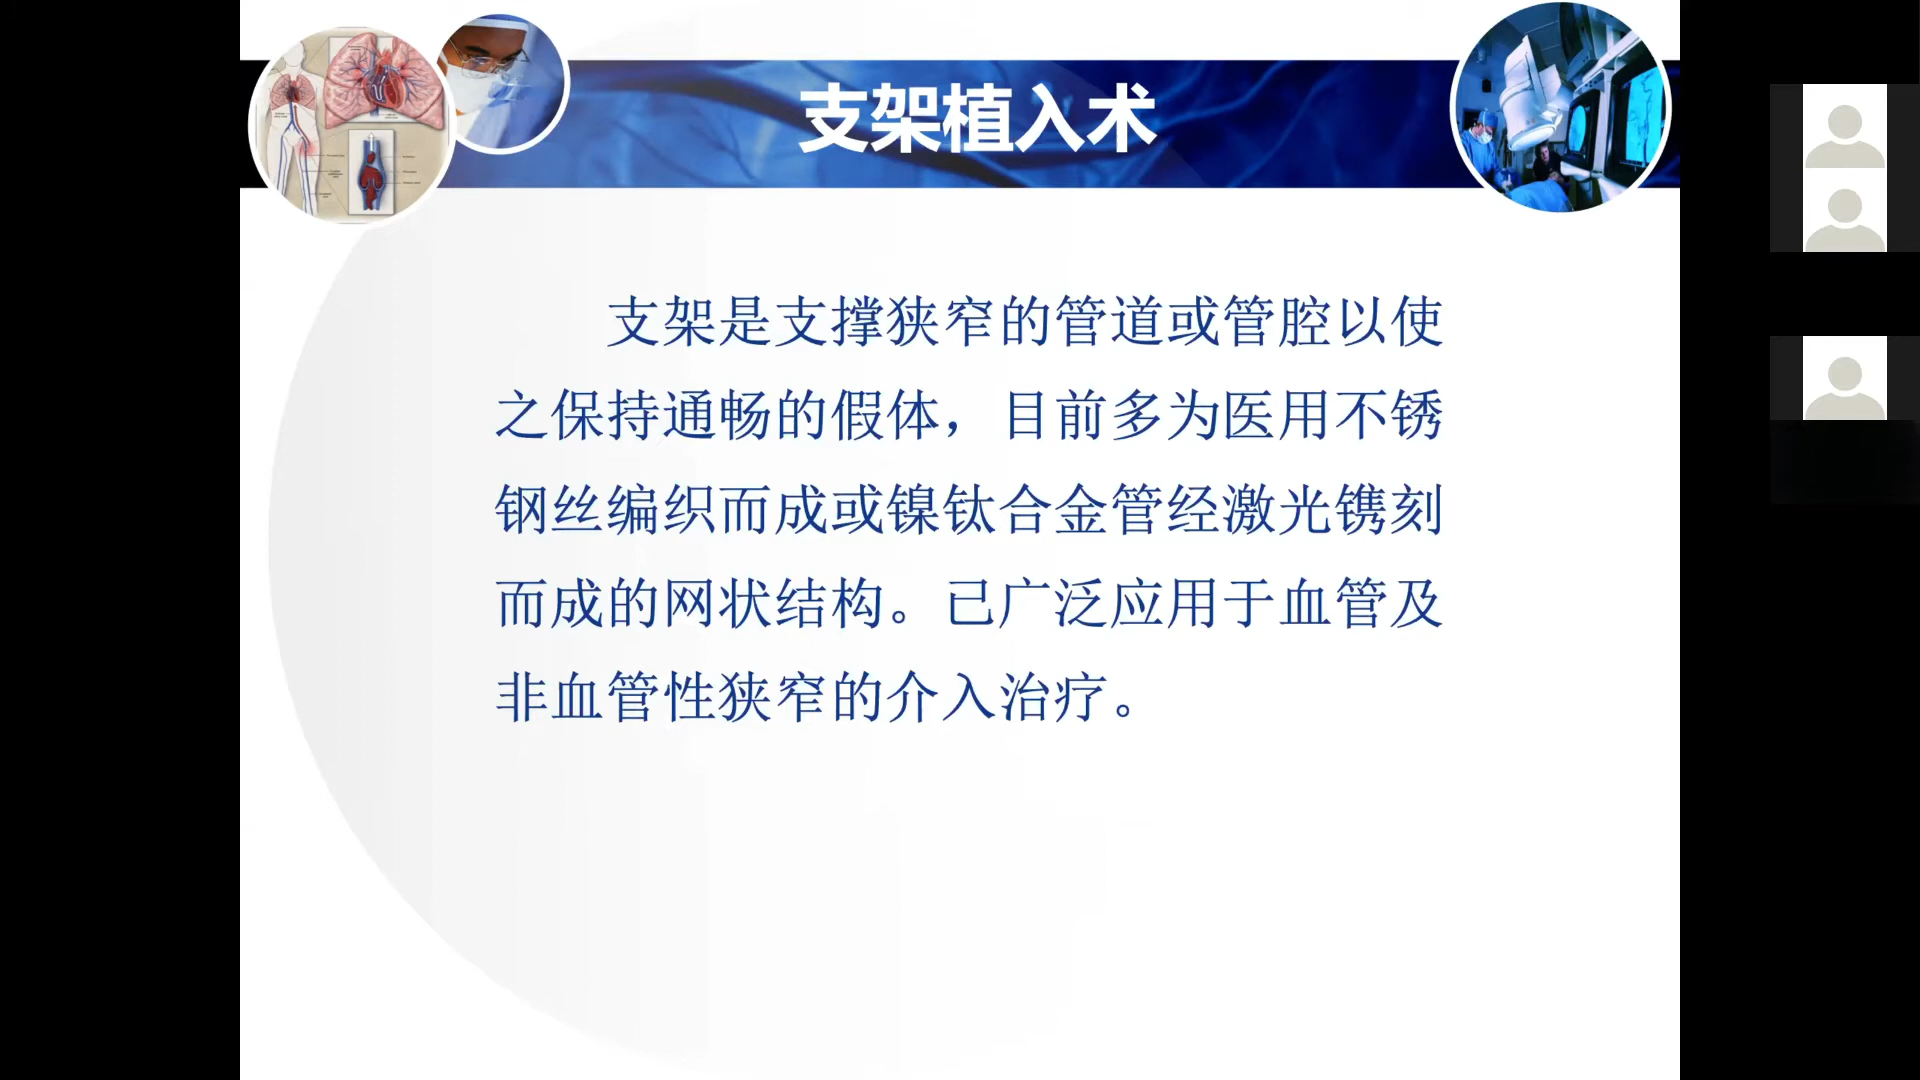 支架植入术
支架是支撑狭窄的管道或管腔以使
之保持通畅的假体，目前多为医用不锈
钢丝编织而成或镍钛合金管经激光镌刻
而成的网状结构。已广泛应用于血管及
非血管性狭窄的介入治疗。